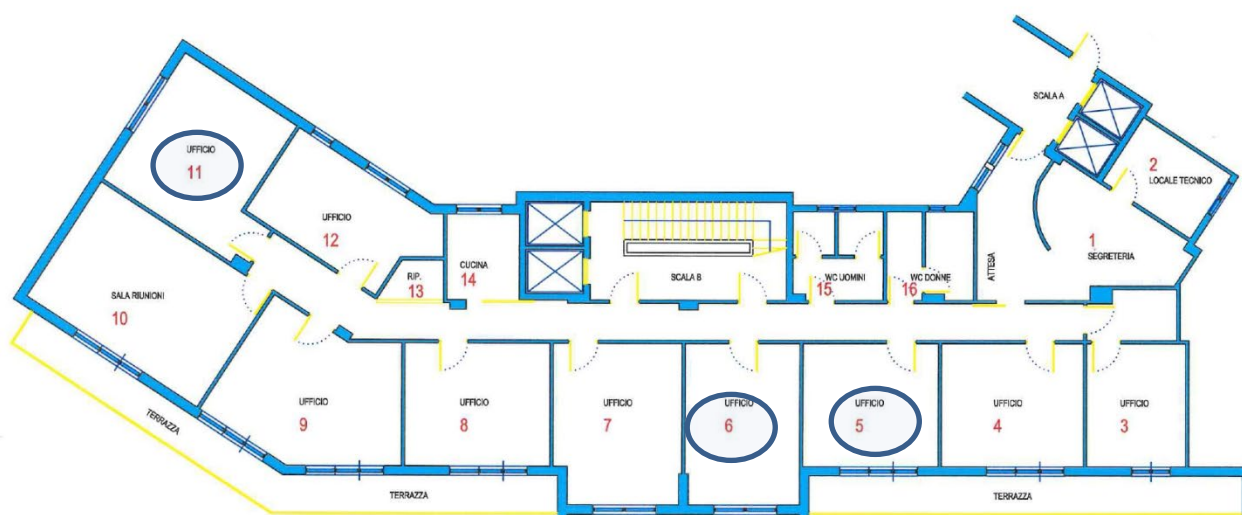 SCALA A
2
LOCALE TECNICO
UFFICIO
11
UFFICIO
12
RIP.
13
CUCINA
14
SCALA B
15
WC UOMINI
16
WC DONNE
ATTESA
1
SEGRETERIA
SALA RIUNIONI
10
UFFICIO
9
UFFICIO
8
UFFICIO
7
UFFICIO
6
UFFICIO
5
UFFICIO
4
UFFICIO
3
TERRAZZA
TERRAZZA
TERRAZZA